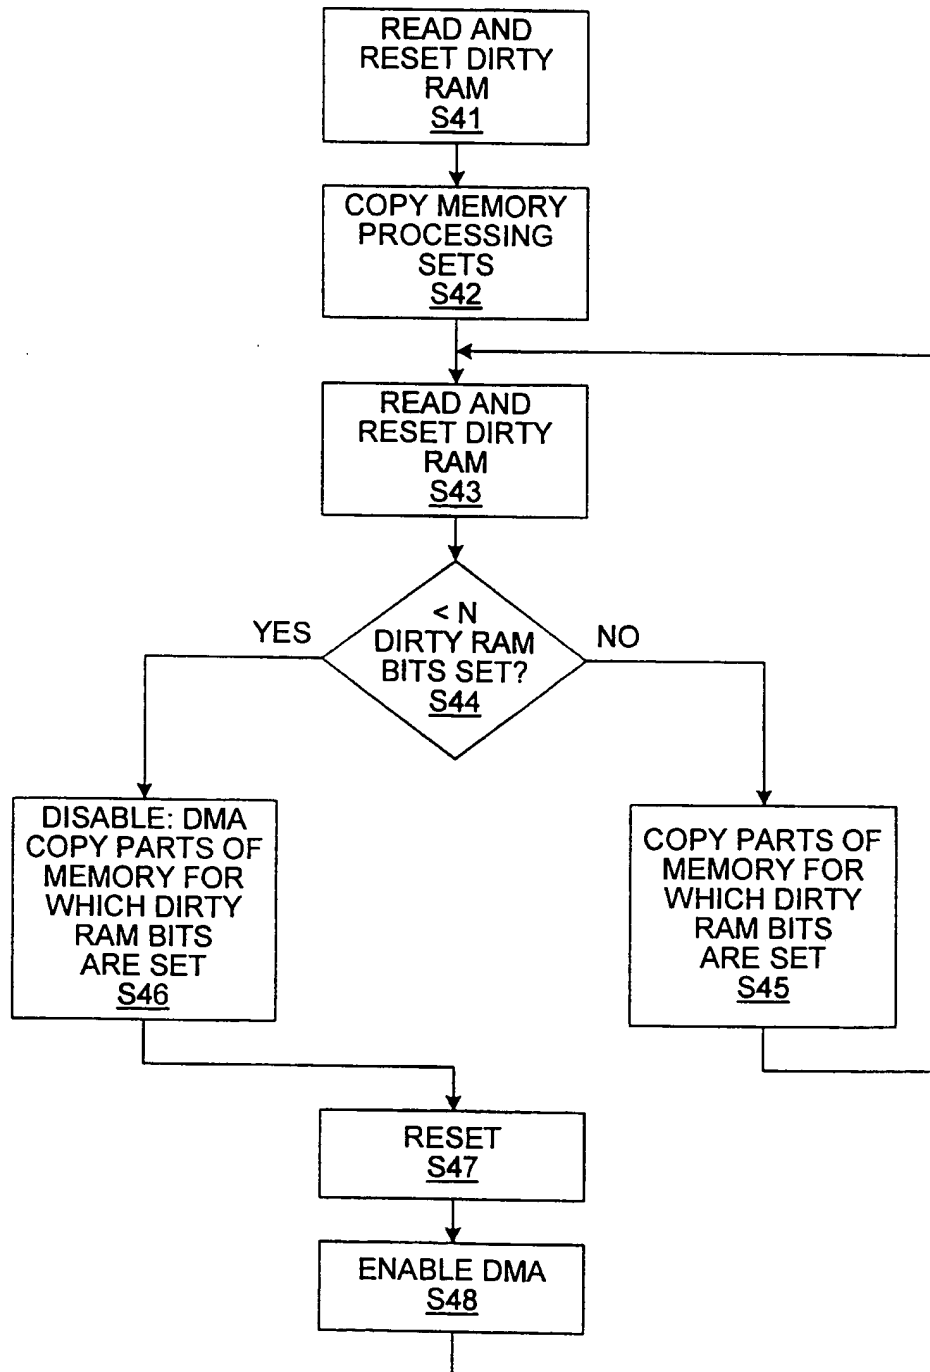 READ AND
RESET DIRTY
RAM
S41
COPY MEMORY
PROCESSING
SETS
S42
READ AND
RESET DIRTY
RAM
S43
< N
DIRTY RAM
BITS SET?
S44
YES
NO
DISABLE: DMA
COPY PARTS OF
MEMORY FOR
WHICH DIRTY
RAM BITS
ARE SET
S46
COPY PARTS OF
MEMORY FOR
WHICH DIRTY
RAM BITS
ARE SET
S45
RESET
S47
ENABLE DMA
S48